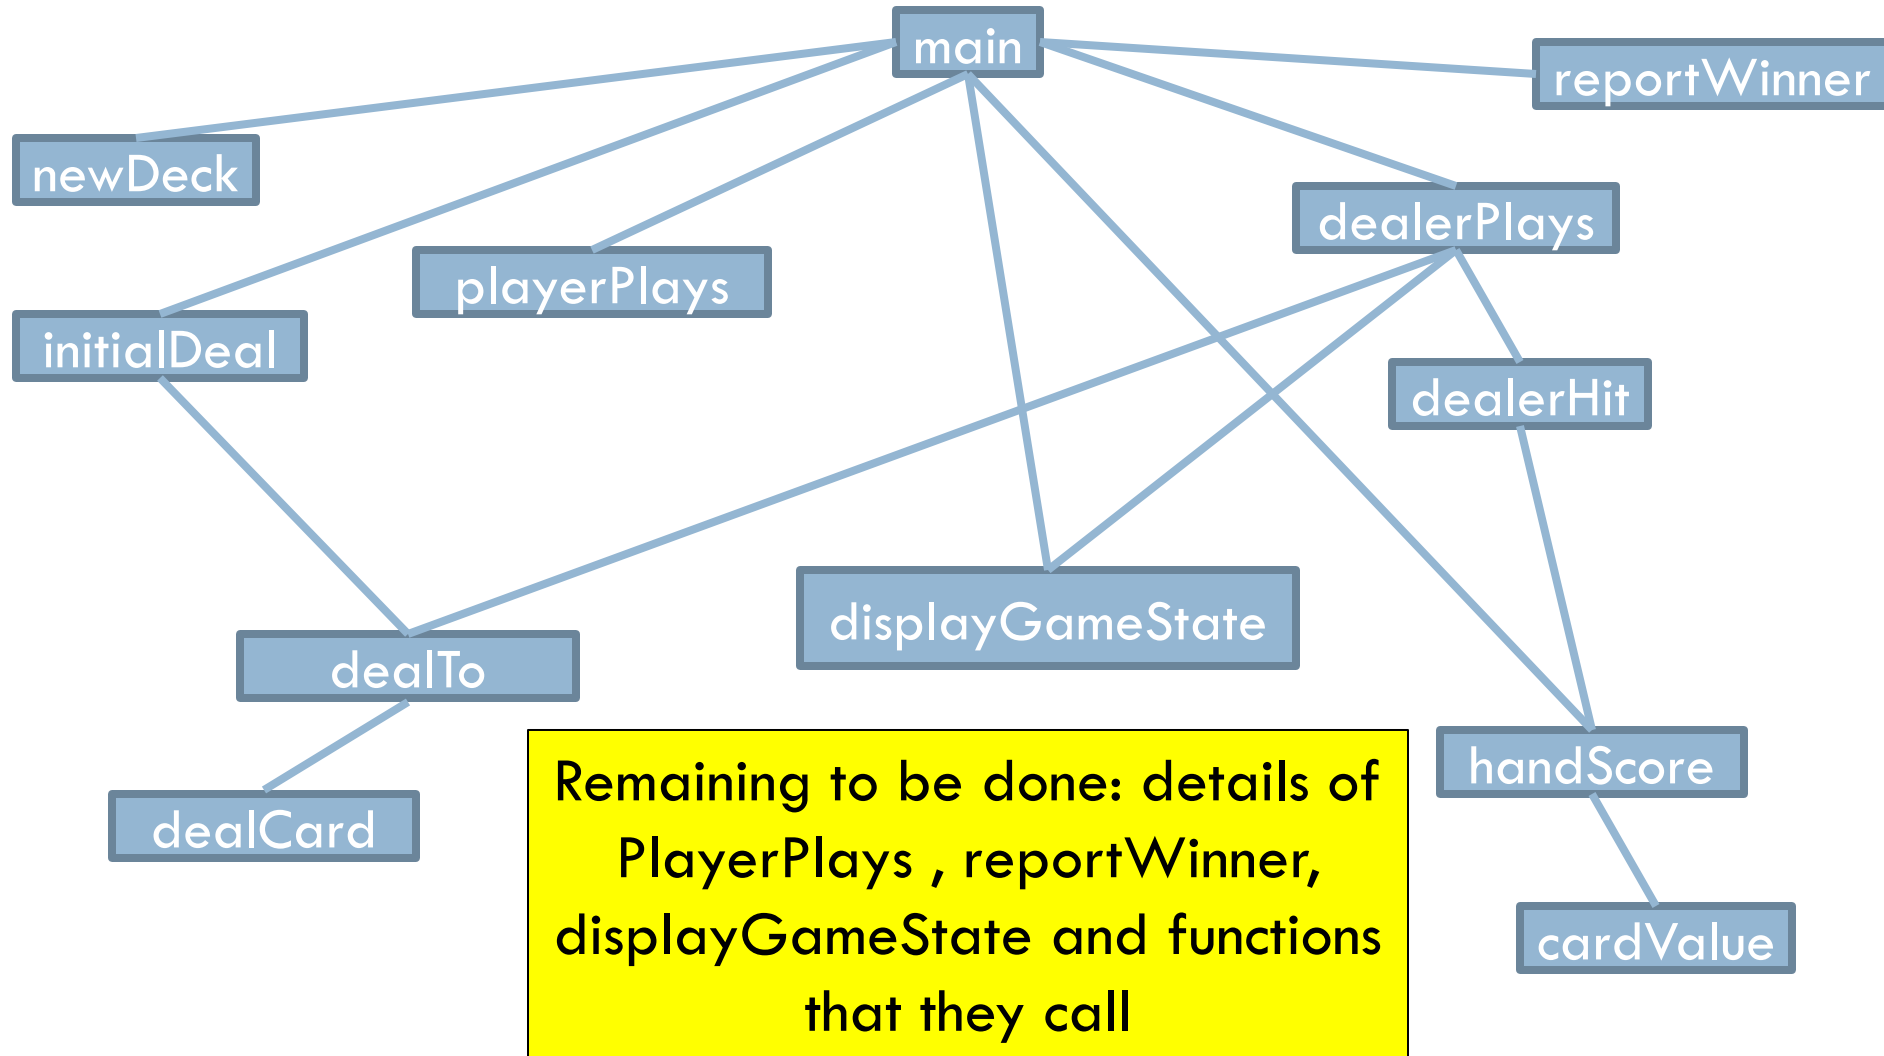 main
reportWinner
newDeck
dealerPlays
playerPlays
initialDeal
dealerHit
displayGameState
dealTo
handScore
dealCard
Remaining to be done: details of
PlayerPlays , reportWinner,
displayGameState and functions
that they call
cardValue